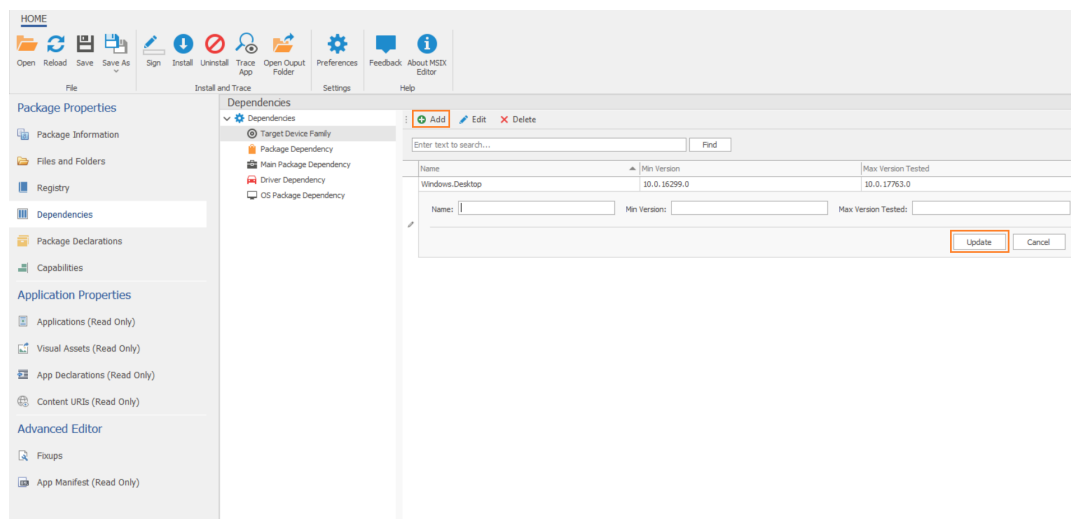 HOME
Open Reload Save Save As Sign Install Uninstall Trace App Open Ouput Folder Preferences Feedback About MSIX Editor
File Install and Trace Settings Help
Package Properties
Package Information
Files and Folders
Registry
Dependencies
Package Declarations
Capabilities
Application Properties
Applications (Read Only)
Visual Assets (Read Only)
App Declarations (Read Only)
Content URIs (Read Only)
Advanced Editor
Fixups
App Manifest (Read Only)
Dependencies
Dependencies
Target Device Family
Package Dependency
Main Package Dependency
Driver Dependency
OS Package Dependency
Add Edit Delete
Enter text to search... Find
Name Min Version Max Version Tested
Windows.Desktop 10.0.16299.0 10.0.17763.0
Name: Min Version: Max Version Tested:
Update Cancel